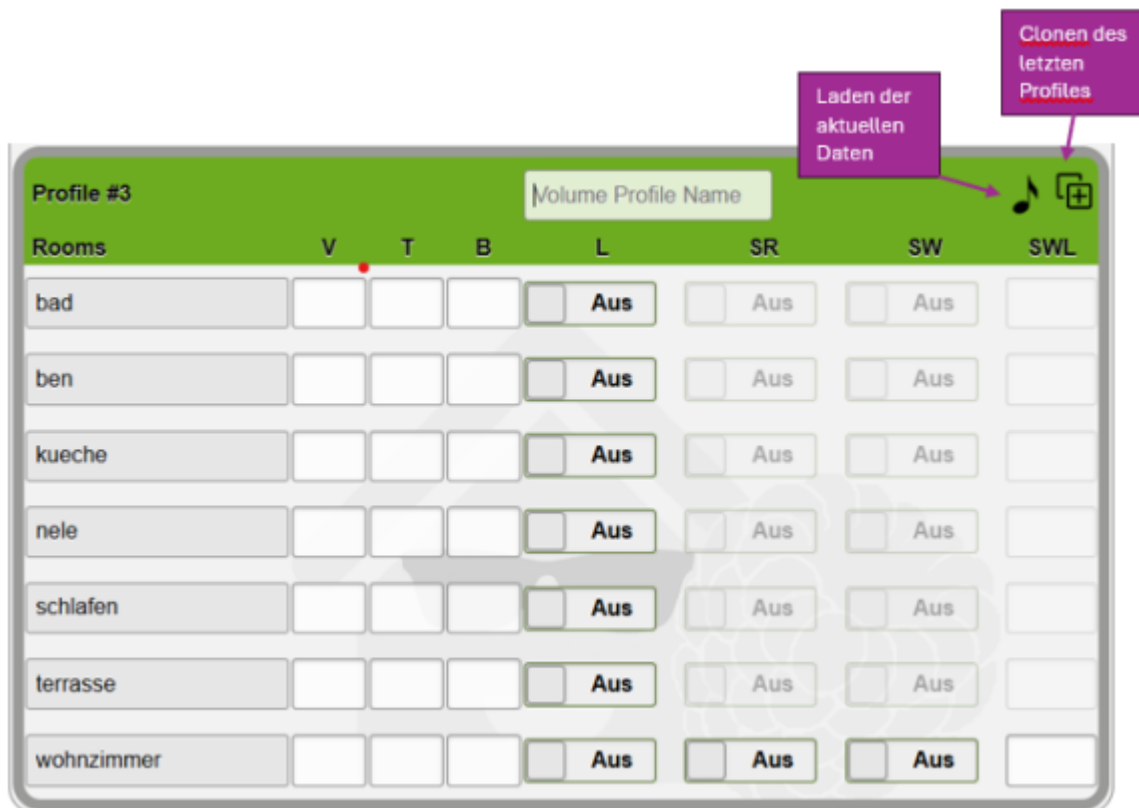 Clonen des
letzten
Profiles
Laden der
aktuellen
Daten
Profile #3 Volume Profile Name
Rooms V T B L SR SW SWL
bad Aus Aus Aus
ben Aus Aus Aus
kueche Aus Aus Aus
nele Aus Aus Aus
schlafen Aus Aus Aus
terrasse Aus Aus Aus
wohnzimmer Aus Aus Aus